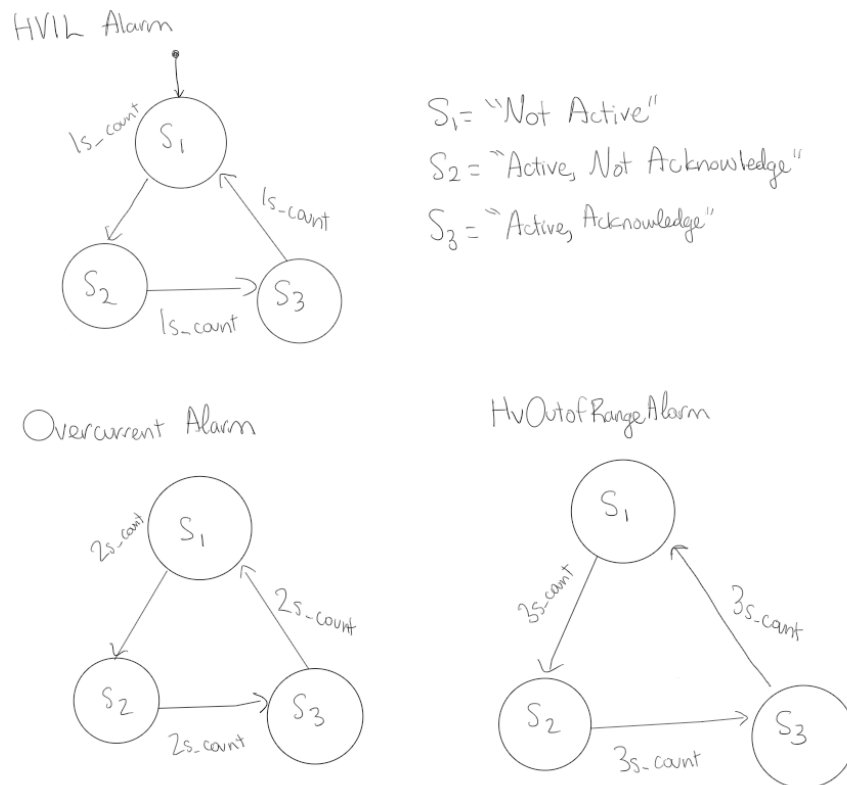 HVIL Alarm
1s_count
S1
S2
1s_count
S3
1s_count
S1="Not Active"
S2="Active, Not Acknowledge"
S3="Active, Acknowledge"
Overcurrent Alarm
2s_count
S1
S2
2s_count
S3
2s_count
HvOutofRangeAlarm
S1
3s_count
3s_count
S2
3s_count
S3